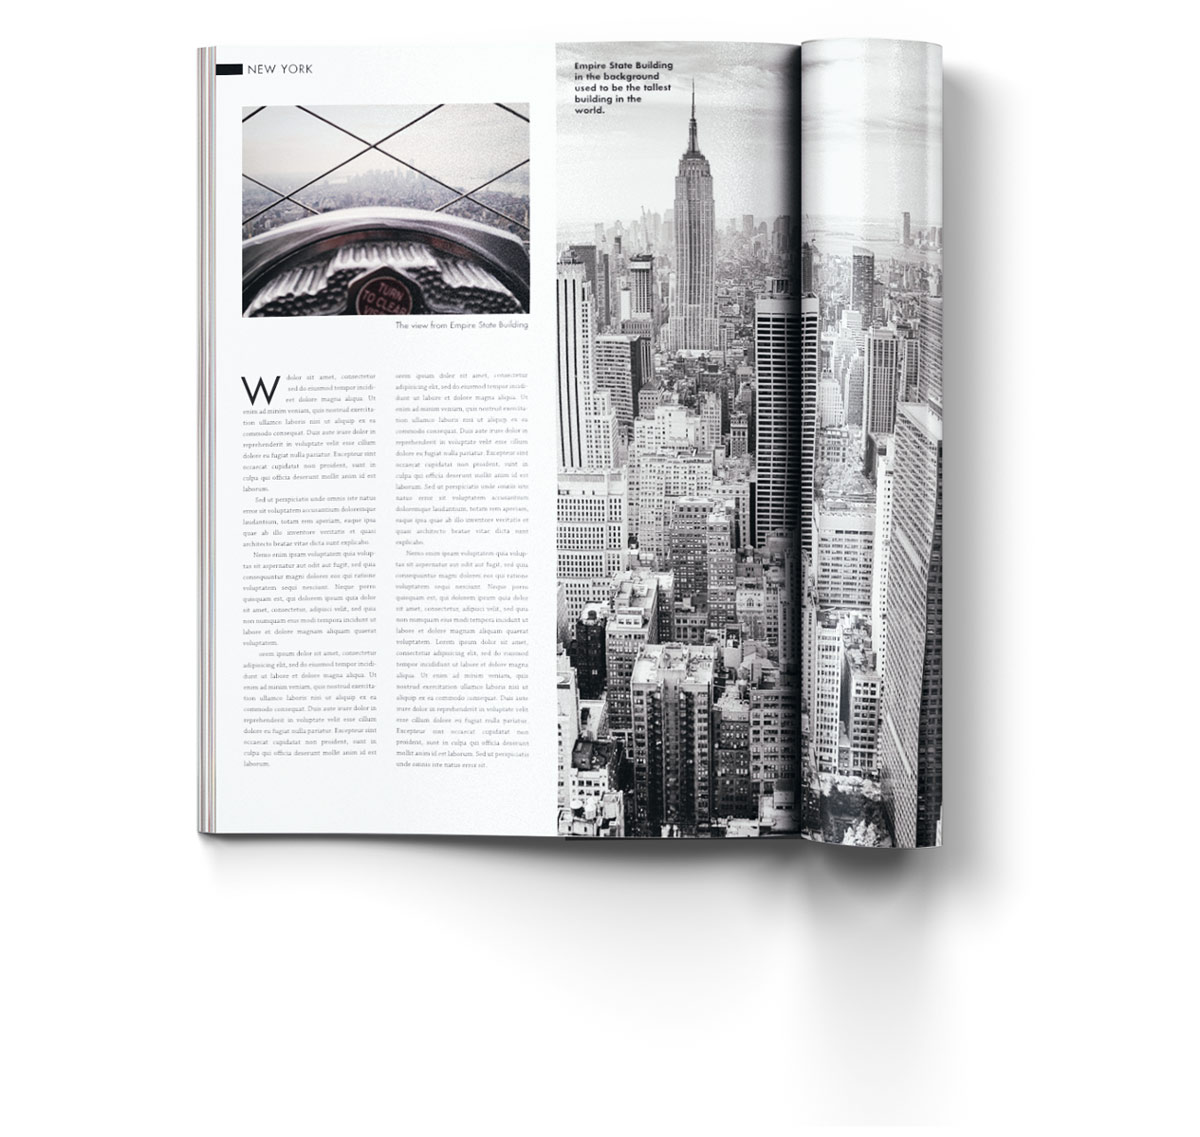 NEW YORK
TURN
TO CLEAR
The view from Empire State Building
W dolor sit amet, consectetur
sed do eiusmod tempor incidi-
ect dolore magna aliqua. Ut
enim ad minim veniam, quis nostrud exercita-
tion ullamco laboris nisi ut aliquip ex ea
commodo consequat. Duis aute irure dolor in
reprehenderit in voluptate velit esse cillum
dolore eu fugiat nulla pariatur. Excepteur sint
occaecat cupidatat non proident, sunt in
culpa qui officia deserunt mollit anim id est
laborum.
Sed ut perspiciatis unde omnis iste natus
error sit voluptatem accusantium doloremque
laudantium, totam rem aperiam, eaque ipsa
quae ab illo inventore veritatis et quasi
architecto beatae vitae dicta sunt explicabo.
Nemo enim ipsam voluptatem quia volup-
tas sit aspernatur aut odit aut fugit, sed quia
consequuntur magni dolores eos qui ratione
voluptatem sequi nesciunt. Neque porro
quisquam est, qui dolorem ipsum quia dolor
sit amet, consectetur, adipisci velit, sed quia
non numquam eius modi tempora incidunt ut
labore et dolore magnam aliquam quaerat
voluptatem.
orem ipsum dolor sit amet, consectetur
adipisicing elit, sed do eiusmod tempor incidi-
dunt ut labore et dolore magna aliqua. Ut
enim ad minim veniam, quis nostrud exercita-
tion ullamco laboris nisi ut aliquip ex ea
commodo consequat. Duis aute irure dolor in
reprehenderit in voluptate velit esse cillum
dolore eu fugiat nulla pariatur. Excepteur sint
occaecat cupidatat non proident, sunt in
culpa qui officia deserunt mollit anim id est
laborum.
orem ipsum dolor sit amet, consectetur
adipisicing elit, sed do eiusmod tempor incidi-
dunt ut labore et dolore magna aliqua. Ut
enim ad minim veniam, quis nostrud exercita-
tion ullamco laboris nisi ut aliquip ex ea
commodo consequat. Duis aute irure dolor in
reprehenderit in voluptate velit esse cillum
dolore eu fugiat nulla pariatur. Excepteur sint
occaecat cupidatat non proident, sunt in
culpa qui officia deserunt mollit anim id est
laborum. Sed ut perspiciatis unde omnis iste
natus error sit voluptatem accusantium
doloremque laudantium, totam rem aperiam,
eaque ipsa quae ab illo inventore veritatis et
quasi architecto beatae vitae dicta sunt
explicabo.
Nemo enim ipsam voluptatem quia volup-
tas sit aspernatur aut odit aut fugit, sed quia
consequuntur magni dolores eos qui ratione
voluptatem sequi nesciunt. Neque porro
quisquam est, qui dolorem ipsum quia dolor
sit amet, consectetur, adipisci velit, sed quia
non numquam eius modi tempora incidunt ut
labore et dolore magnam aliquam quaerat
voluptatem. Lorem ipsum dolor sit amet,
consectetur adipisicing elit, sed do eiusmod
tempor incididunt ut labore et dolore magna
aliqua. Ut enim ad minim veniam, quis
nostrud exercitation ullamco laboris nisi ut
aliquip ex ea commodo consequat. Duis aute
irure dolor in reprehenderit in voluptate velit
esse cillum dolore eu fugiat nulla pariatur.
Excepteur sint occaecat cupidatat non
proident, sunt in culpa qui officia deserunt
mollit anim id est laborum. Sed ut perspiciatis
unde omnis iste natus error sit.
Empire State Building
in the background
used to be the tallest
building in the
world.